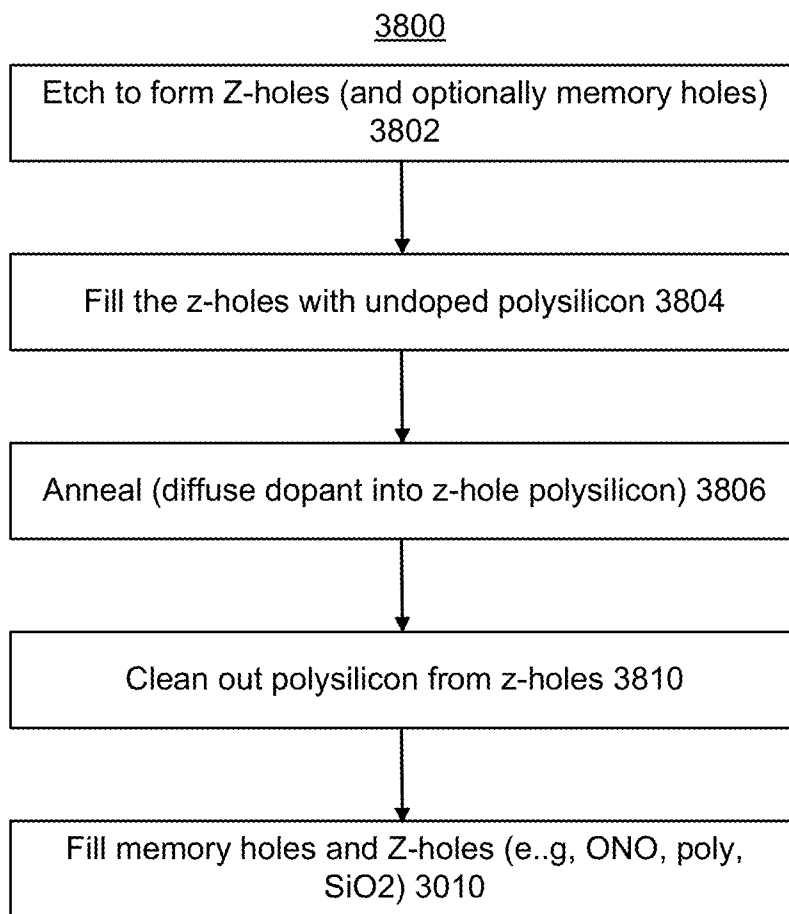 3800
Etch to form Z-holes (and optionally memory holes)
3802
Fill the z-holes with undoped polysilicon 3804
Anneal (diffuse dopant into z-hole polysilicon) 3806
Clean out polysilicon from z-holes 3810
Fill memory holes and Z-holes (e..g, ONO, poly,
SiO2) 3010